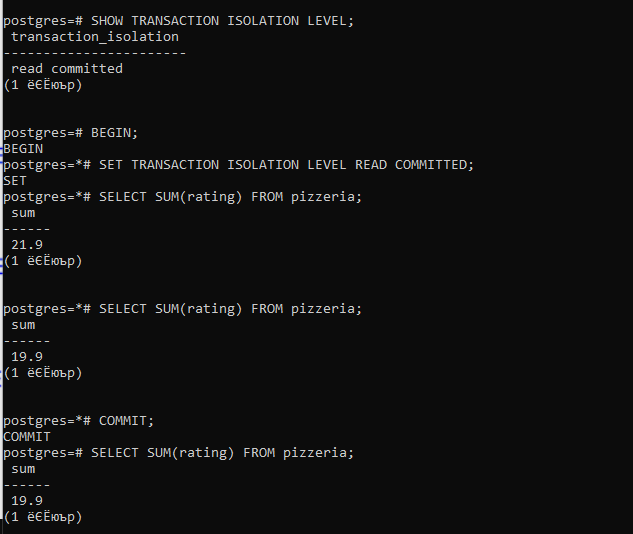 postgres=# SHOW TRANSACTION ISOLATION LEVEL;
transaction_isolation
-----------------------
read committed
(1 ёЄЁюър)
postgres=# BEGIN;
BEGIN
postgres=*# SET TRANSACTION ISOLATION LEVEL READ COMMITTED;
SET
postgres=*# SELECT SUM(rating) FROM pizzeria;
sum
------
21.9
(1 ёЄЁюър)
postgres=*# SELECT SUM(rating) FROM pizzeria;
sum
------
19.9
(1 ёЄЁюър)
postgres=*# COMMIT;
COMMIT
postgres=# SELECT SUM(rating) FROM pizzeria;
sum
------
19.9
(1 ёЄЁюър)